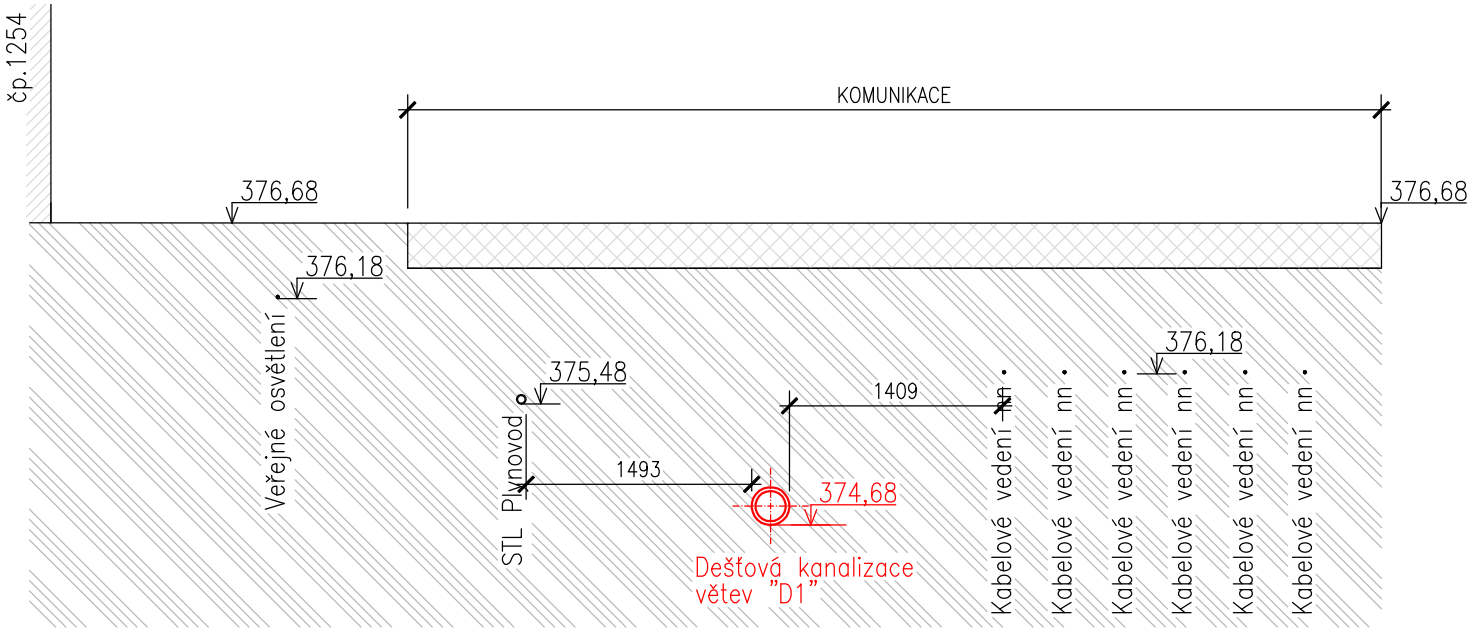 čp.1254
KOMUNIKACE
376,68
376,68
376,18
Veřejné osvětlení
375,48
STL Plynovod
1493
1409
376,18
374,68
Dešťová kanalizace
větev "D1"
Kabelové vedení nn
Kabelové vedení nn
Kabelové vedení nn
Kabelové vedení nn
Kabelové vedení nn
Kabelové vedení nn